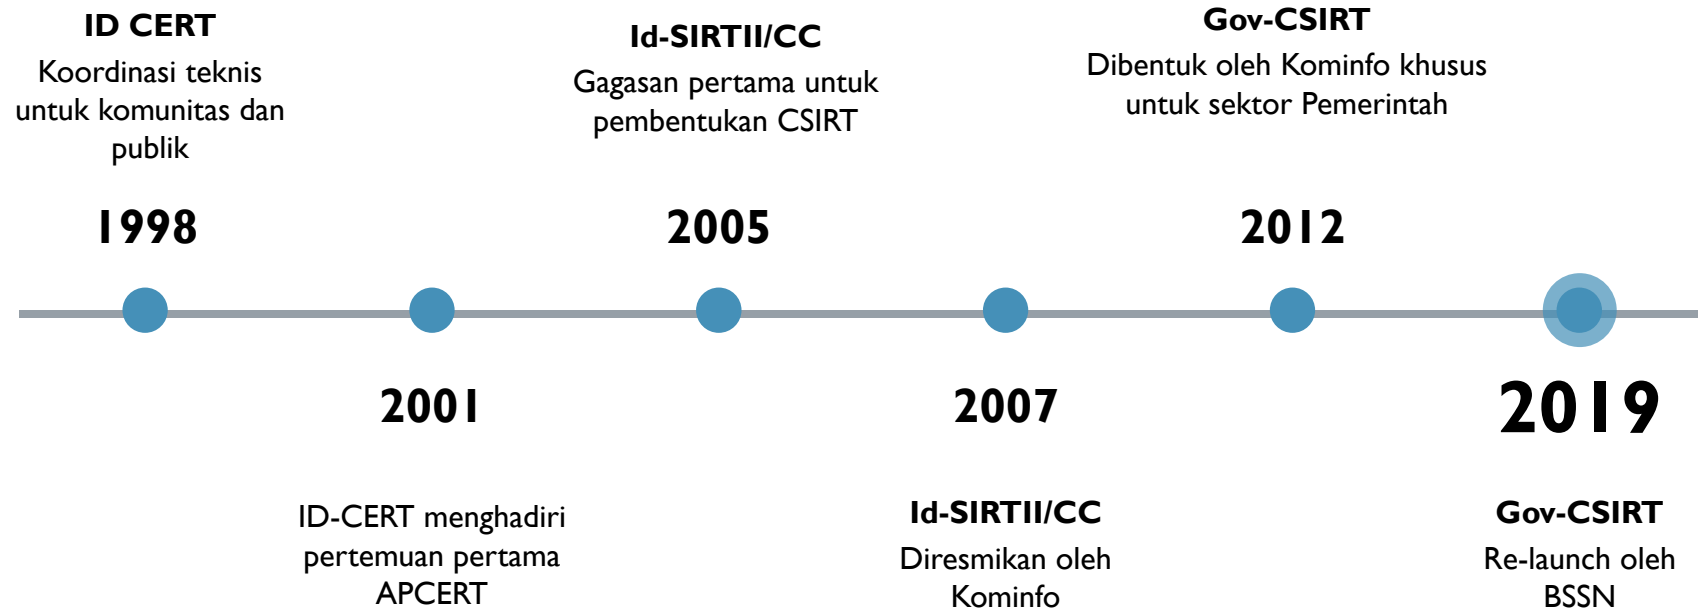 ID CERT
Koordinasi teknis
untuk komunitas dan
publik
1998
2001
ID-CERT menghadiri
pertemuan pertama
APCERT
Id-SIRTII/CC
Gagasan pertama untuk
pembentukan CSIRT
2005
2007
Id-SIRTII/CC
Diresmikan oleh
Kominfo
Gov-CSIRT
Dibentuk oleh Kominfo khusus
untuk sektor Pemerintah
2012
2019
Gov-CSIRT
Re-launch oleh
BSSN